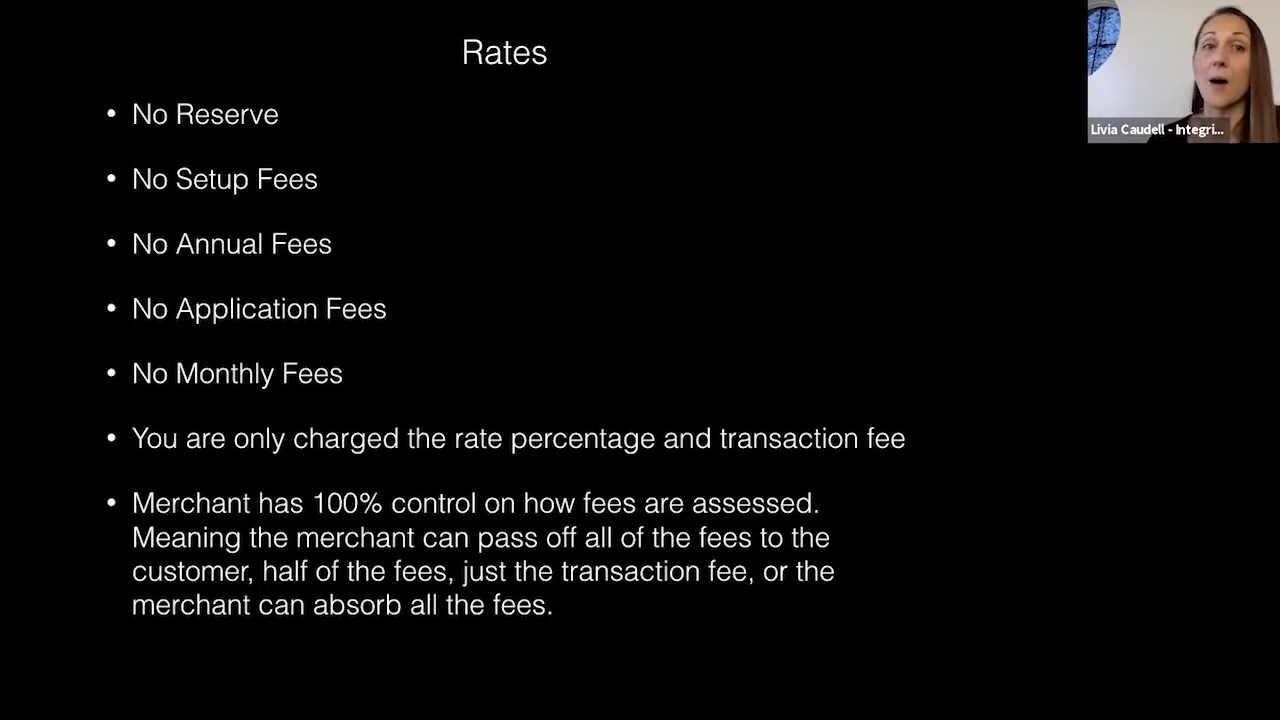 Rates
• No Reserve
• No Setup Fees
• No Annual Fees
• No Application Fees
• No Monthly Fees
• You are only charged the rate percentage and transaction fee
• Merchant has 100% control on how fees are assessed.
Meaning the merchant can pass off all of the fees to the
customer, half of the fees, just the transaction fee, or the
merchant can absorb all the fees.
Livia Caudell - Integri...